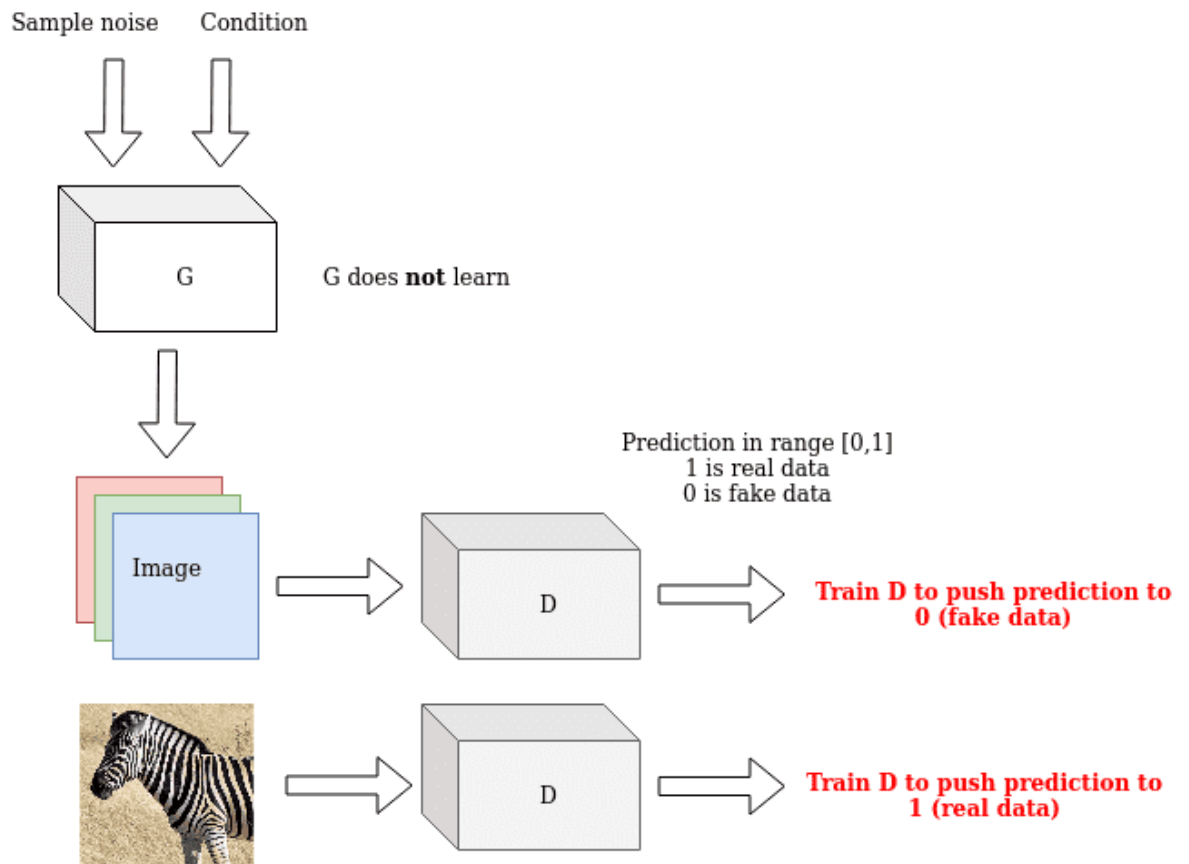 Sample noise
Condition
G
G does not learn
Prediction in range [0,1]
1 is real data
0 is fake data
Image
D
Train D to push prediction to
0 (fake data)
D
Train D to push prediction to
1 (real data)